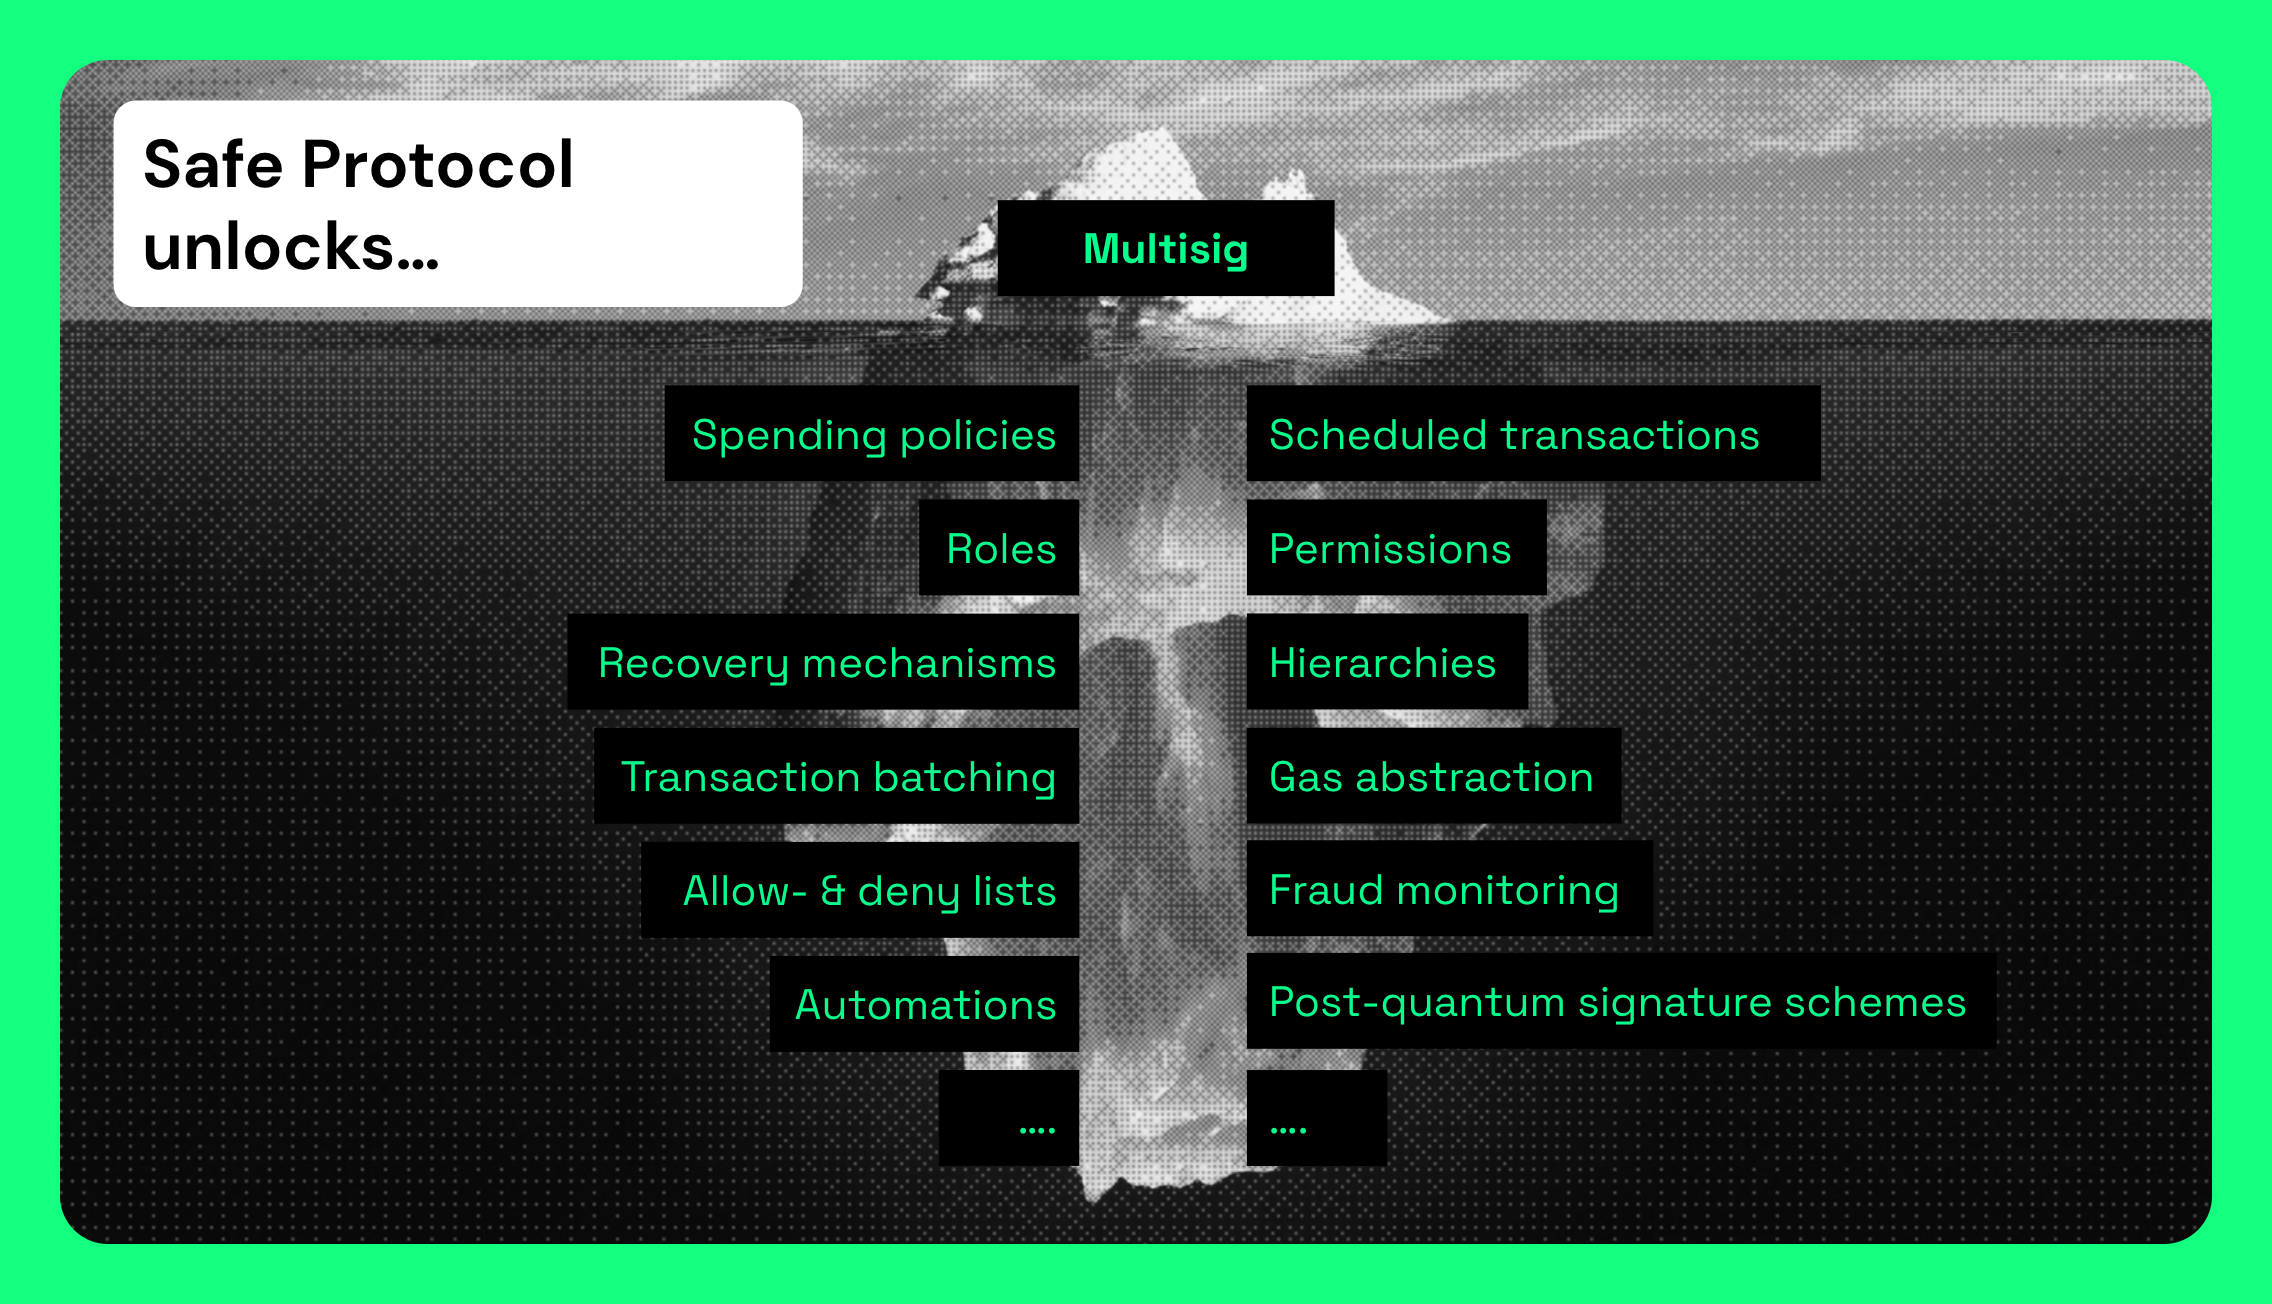 Safe Protocol
unlocks...
Multisig
Spending policies
Scheduled transactions
Roles
Permissions
Recovery mechanisms
Hierarchies
Transaction batching
Gas abstraction
Allow- & deny lists
Fraud monitoring
Automations
Post-quantum signature schemes
....
....